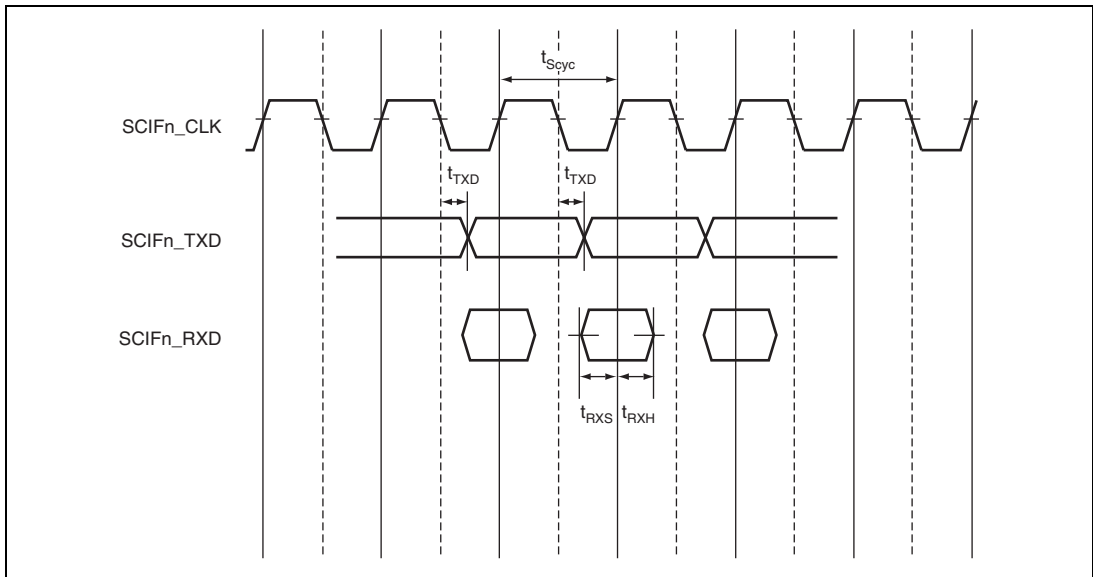 tScyc
SCIFn_CLK
tTXD tTXD
SCIFn_TXD
SCIFn_RXD
tRXS tRXH